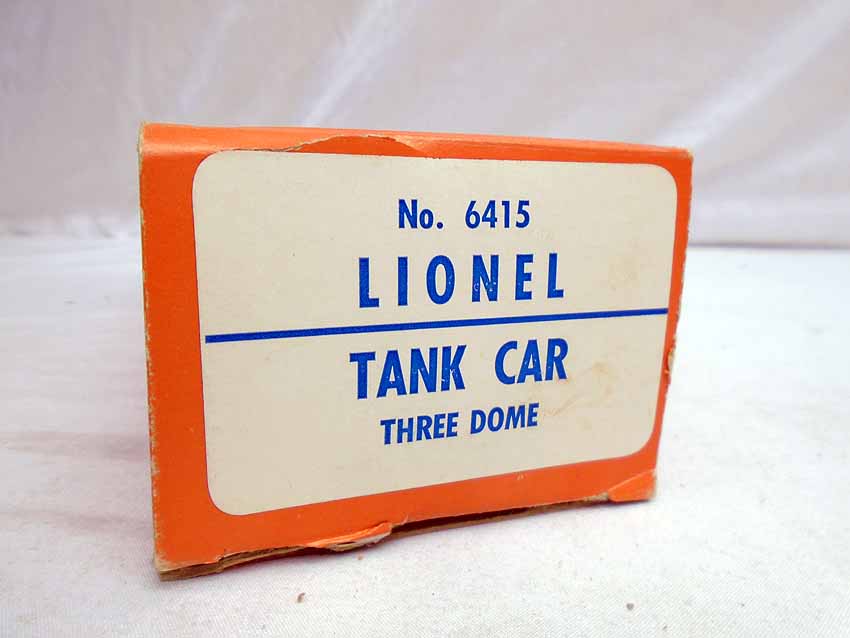 No. 6415
LIONEL
TANK CAR
THREE DOME